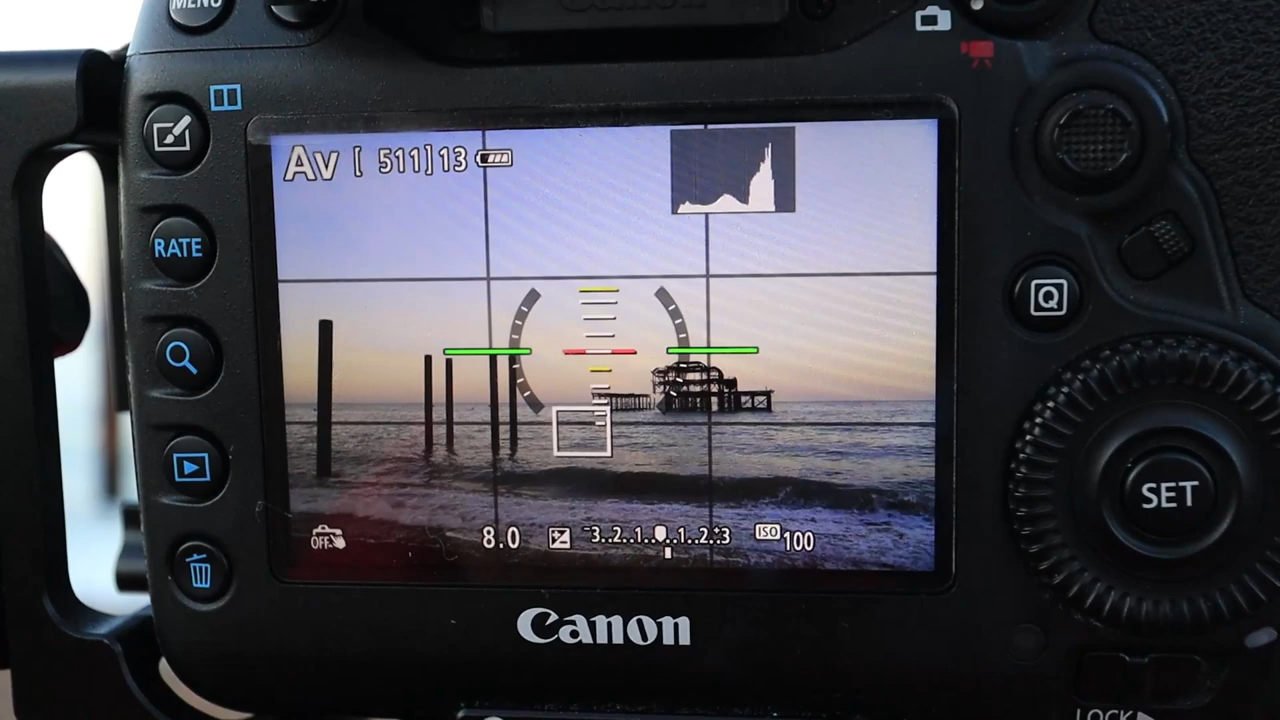 MENU
Canon
Av [ 511]13
RATE
Q
SET
OFF
8.0 -3..2..1..0..1..2..+3 ISO 100
Canon
LOCK